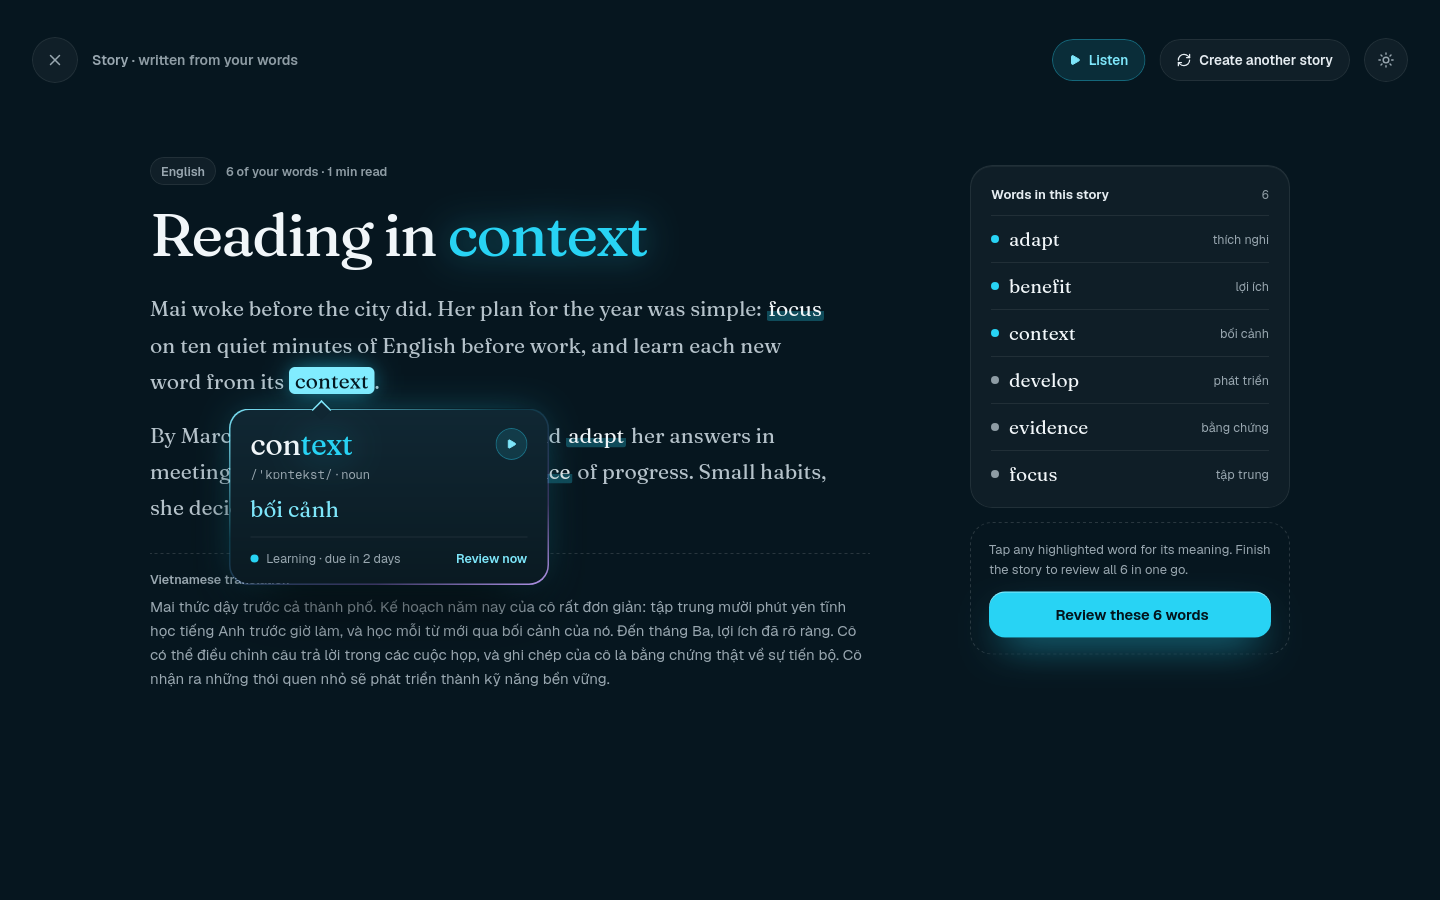 Story · written from your words
Listen
Create another story
English
6 of your words · 1 min read
Reading in context
Mai woke before the city did. Her plan for the year was simple: focus
on ten quiet minutes of English before work, and learn each new
word from its context.
By Marc
d adapt her answers in
meeting
ce of progress. Small habits,
she deci
context
/ˈkɒntekst/ · noun
bối cảnh
Learning · due in 2 days
Review now
Vietnamese translation
Mai thức dậy trước cả thành phố. Kế hoạch năm nay của cô rất đơn giản: tập trung mười phút yên tĩnh
học tiếng Anh trước giờ làm, và học mỗi từ mới qua bối cảnh của nó. Đến tháng Ba, lợi ích đã rõ ràng. Cô
có thể điều chỉnh câu trả lời trong các cuộc họp, và ghi chép của cô là bằng chứng thật về sự tiến bộ. Cô
nhận ra những thói quen nhỏ sẽ phát triển thành kỹ năng bền vững.
Words in this story
6
adapt
thích nghi
benefit
lợi ích
context
bối cảnh
develop
phát triển
evidence
bằng chứng
focus
tập trung
Tap any highlighted word for its meaning. Finish
the story to review all 6 in one go.
Review these 6 words